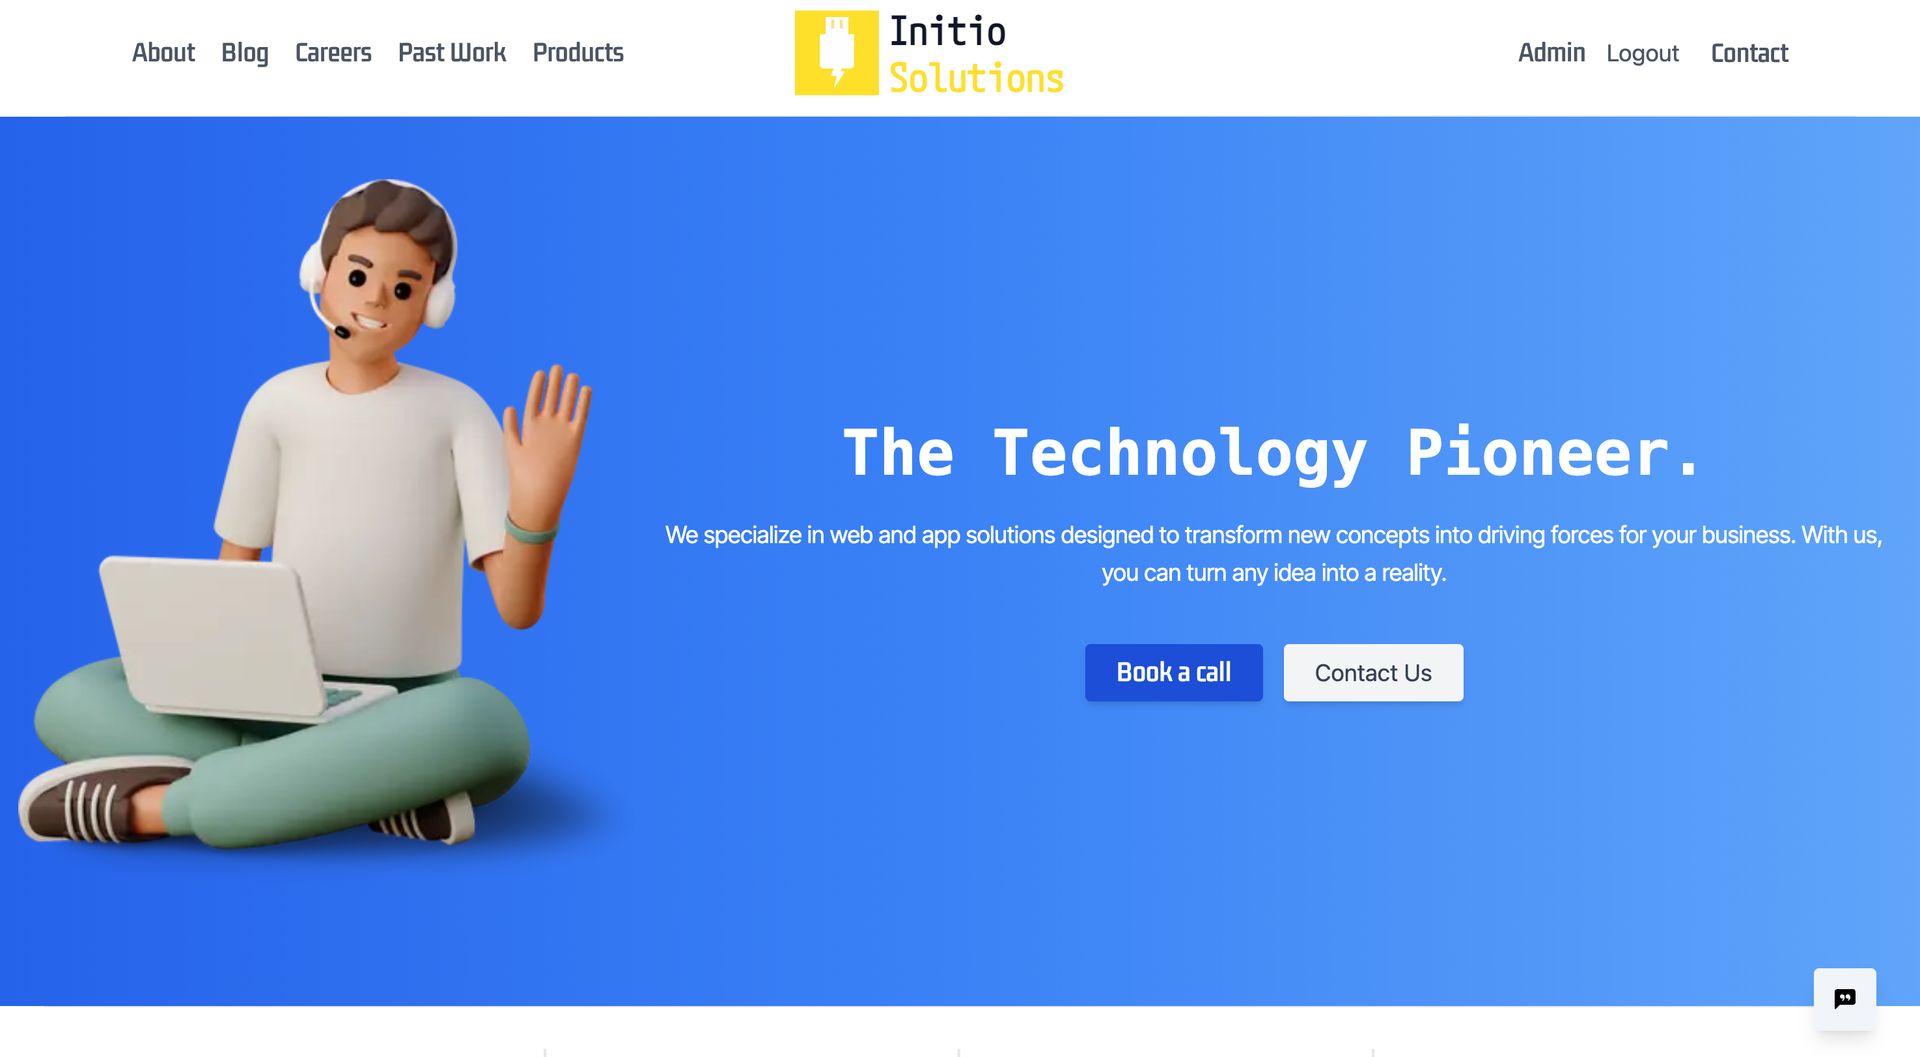 About Blog Careers Past Work Products
Initio
Solutions
Admin Logout Contact
The Technology Pioneer.
We specialize in web and app solutions designed to transform new concepts into driving forces for your business. With us,
you can turn any idea into a reality.
Book a call Contact Us